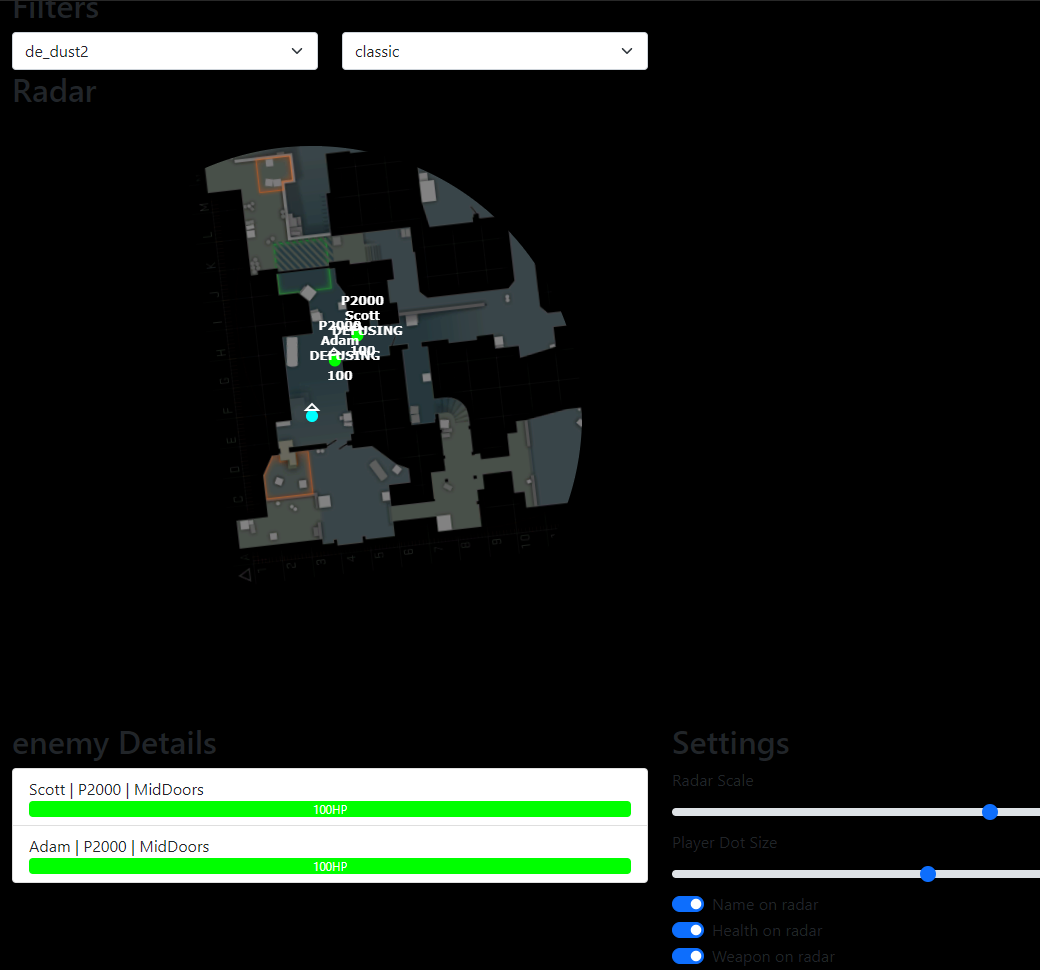 Filters
de_dust2
classic
Radar
M
L
K
J
I
H
G
F
E
D
C
P2000
Scott
DEFUSING
100
P2000
Adam
DEFUSING
100
1
2
3
4
5
6
7
8
9
10
enemy Details
Scott | P2000 | MidDoors
100HP
Adam | P2000 | MidDoors
100HP
Settings
Radar Scale
Player Dot Size
Name on radar
Health on radar
Weapon on radar